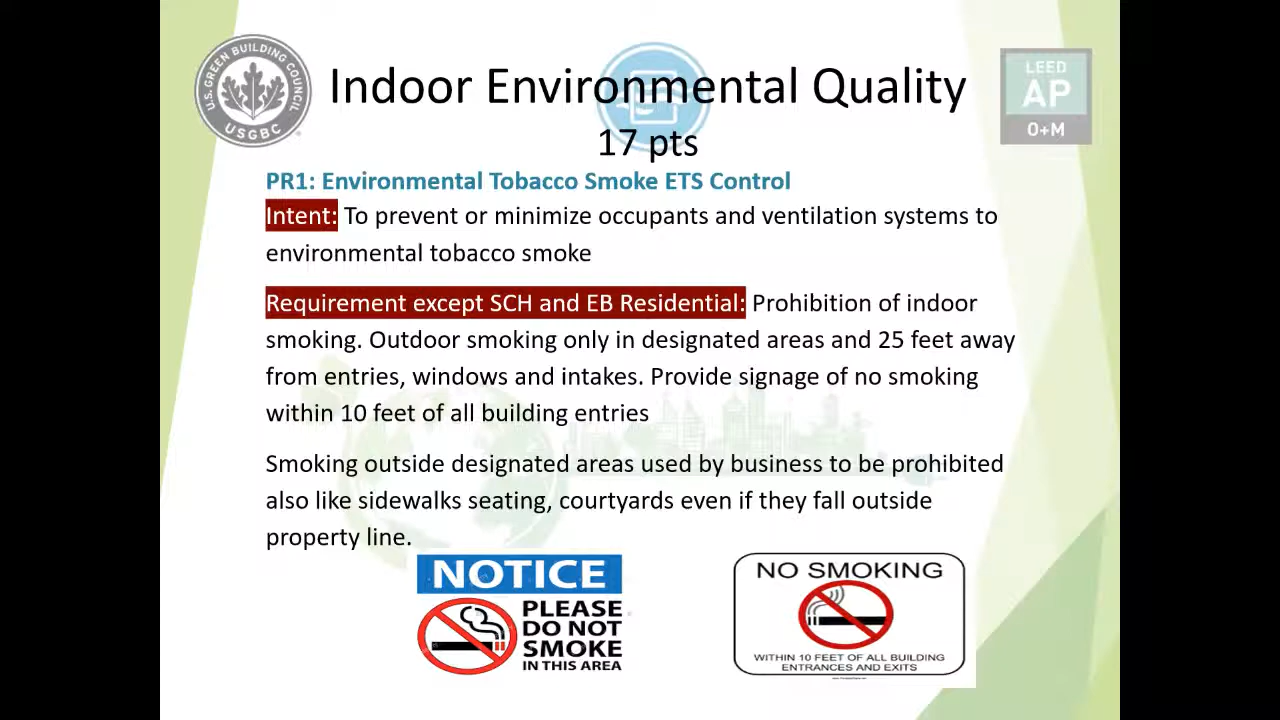 U.S. GREEN BUILDING COUNCIL
USGBC
Indoor Environmental Quality
LEED
AP
O+M
17 pts
PR1: Environmental Tobacco Smoke ETS Control
Intent: To prevent or minimize occupants and ventilation systems to
environmental tobacco smoke
Requirement except SCH and EB Residential: Prohibition of indoor
smoking. Outdoor smoking only in designated areas and 25 feet away
from entries, windows and intakes. Provide signage of no smoking
within 10 feet of all building entries
Smoking outside designated areas used by business to be prohibited
also like sidewalks seating, courtyards even if they fall outside
property line.
NOTICE
PLEASE
DO NOT
SMOKE
IN THIS AREA
NO SMOKING
WITHIN 10 FEET OF ALL BUILDING
ENTRANCES AND EXITS